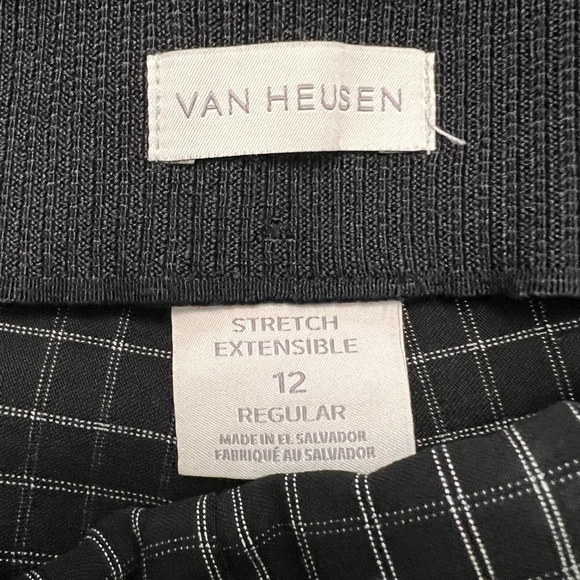 VAN HEUSEN
STRETCH
EXTENSIBLE
12
REGULAR
MADE IN EL SALVADOR
FABRIQUÉ AU SALVADOR